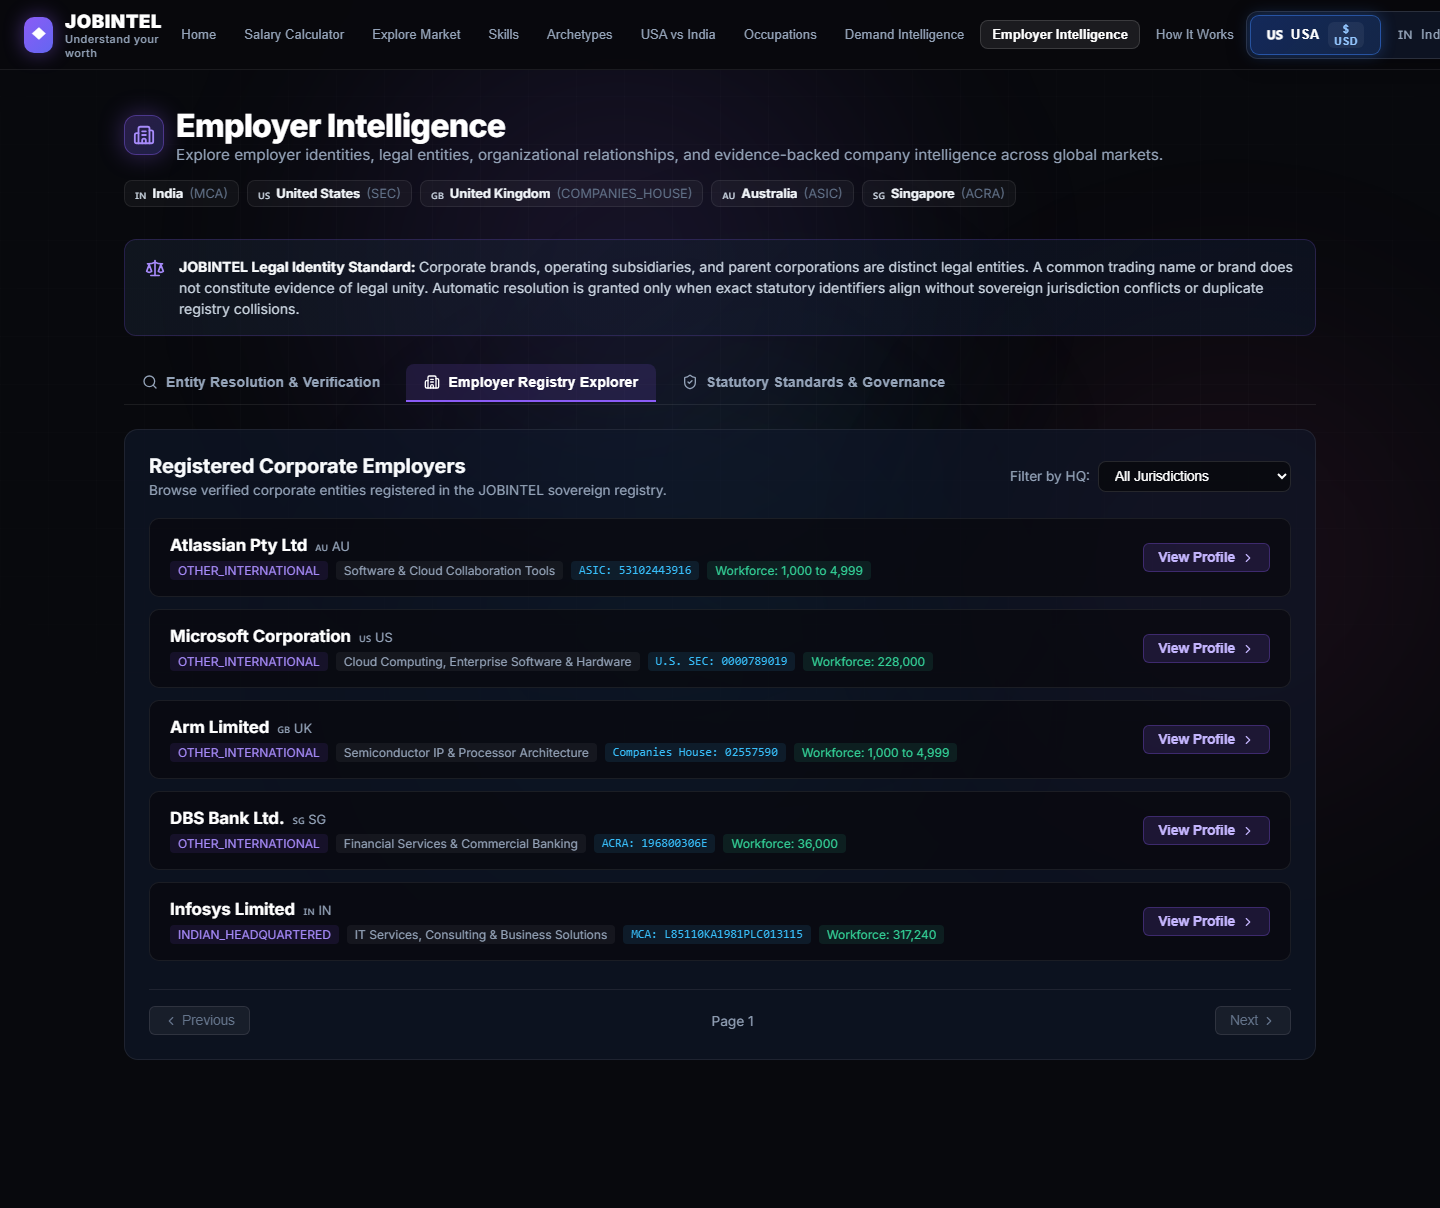 JOBINTEL
Understand your
worth
Home
Salary Calculator
Explore Market
Skills
Archetypes
USA vs India
Occupations
Demand Intelligence
Employer Intelligence
How It Works
US USA $ USD
IN Ind
Employer Intelligence
Explore employer identities, legal entities, organizational relationships, and evidence-backed company intelligence across global markets.
IN India (MCA)
US United States (SEC)
GB United Kingdom (COMPANIES_HOUSE)
AU Australia (ASIC)
SG Singapore (ACRA)
JOBINTEL Legal Identity Standard: Corporate brands, operating subsidiaries, and parent corporations are distinct legal entities. A common trading name or brand does
not constitute evidence of legal unity. Automatic resolution is granted only when exact statutory identifiers align without sovereign jurisdiction conflicts or duplicate
registry collisions.
Entity Resolution & Verification
Employer Registry Explorer
Statutory Standards & Governance
Registered Corporate Employers
Browse verified corporate entities registered in the JOBINTEL sovereign registry.
Filter by HQ:
All Jurisdictions
Atlassian Pty Ltd AU AU
OTHER_INTERNATIONAL Software & Cloud Collaboration Tools ASIC: 53102443916 Workforce: 1,000 to 4,999
View Profile
Microsoft Corporation US US
OTHER_INTERNATIONAL Cloud Computing, Enterprise Software & Hardware U.S. SEC: 0000789019 Workforce: 228,000
View Profile
Arm Limited GB UK
OTHER_INTERNATIONAL Semiconductor IP & Processor Architecture Companies House: 02557590 Workforce: 1,000 to 4,999
View Profile
DBS Bank Ltd. SG SG
OTHER_INTERNATIONAL Financial Services & Commercial Banking ACRA: 196800306E Workforce: 36,000
View Profile
Infosys Limited IN IN
INDIAN_HEADQUARTERED IT Services, Consulting & Business Solutions MCA: L85110KA1981PLC013115 Workforce: 317,240
View Profile
Previous
Page 1
Next